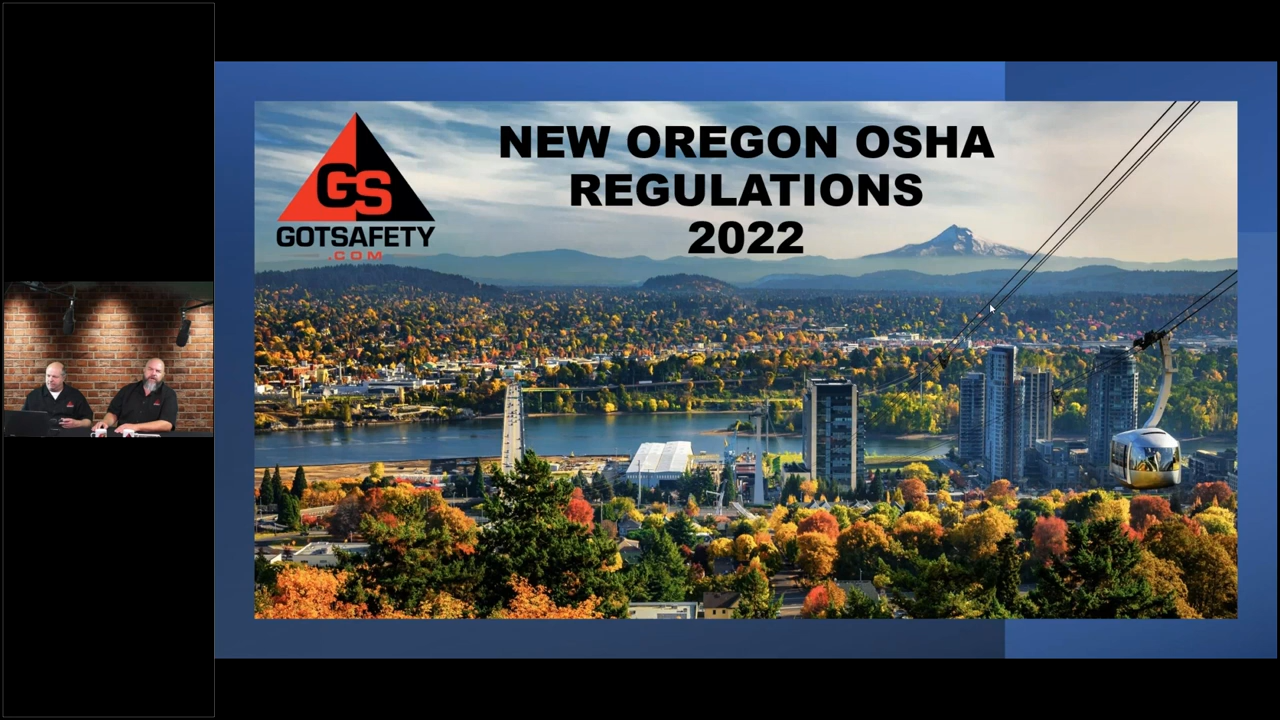 GS
GOTSAFETY
.COM
NEW OREGON OSHA
REGULATIONS
2022